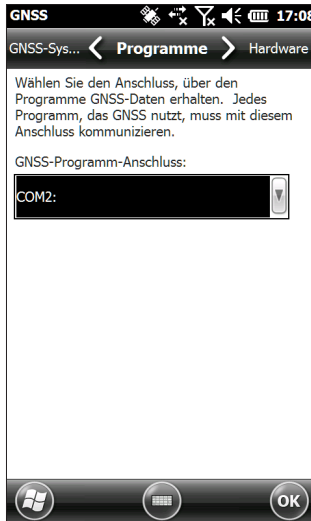 GNSS 17:08
GNSS-Sys... Programme Hardware
Wählen Sie den Anschluss, über den
Programme GNSS-Daten erhalten. Jedes
Programm, das GNSS nutzt, muss mit diesem
Anschluss kommunizieren.
GNSS-Programm-Anschluss:
COM2:
OK